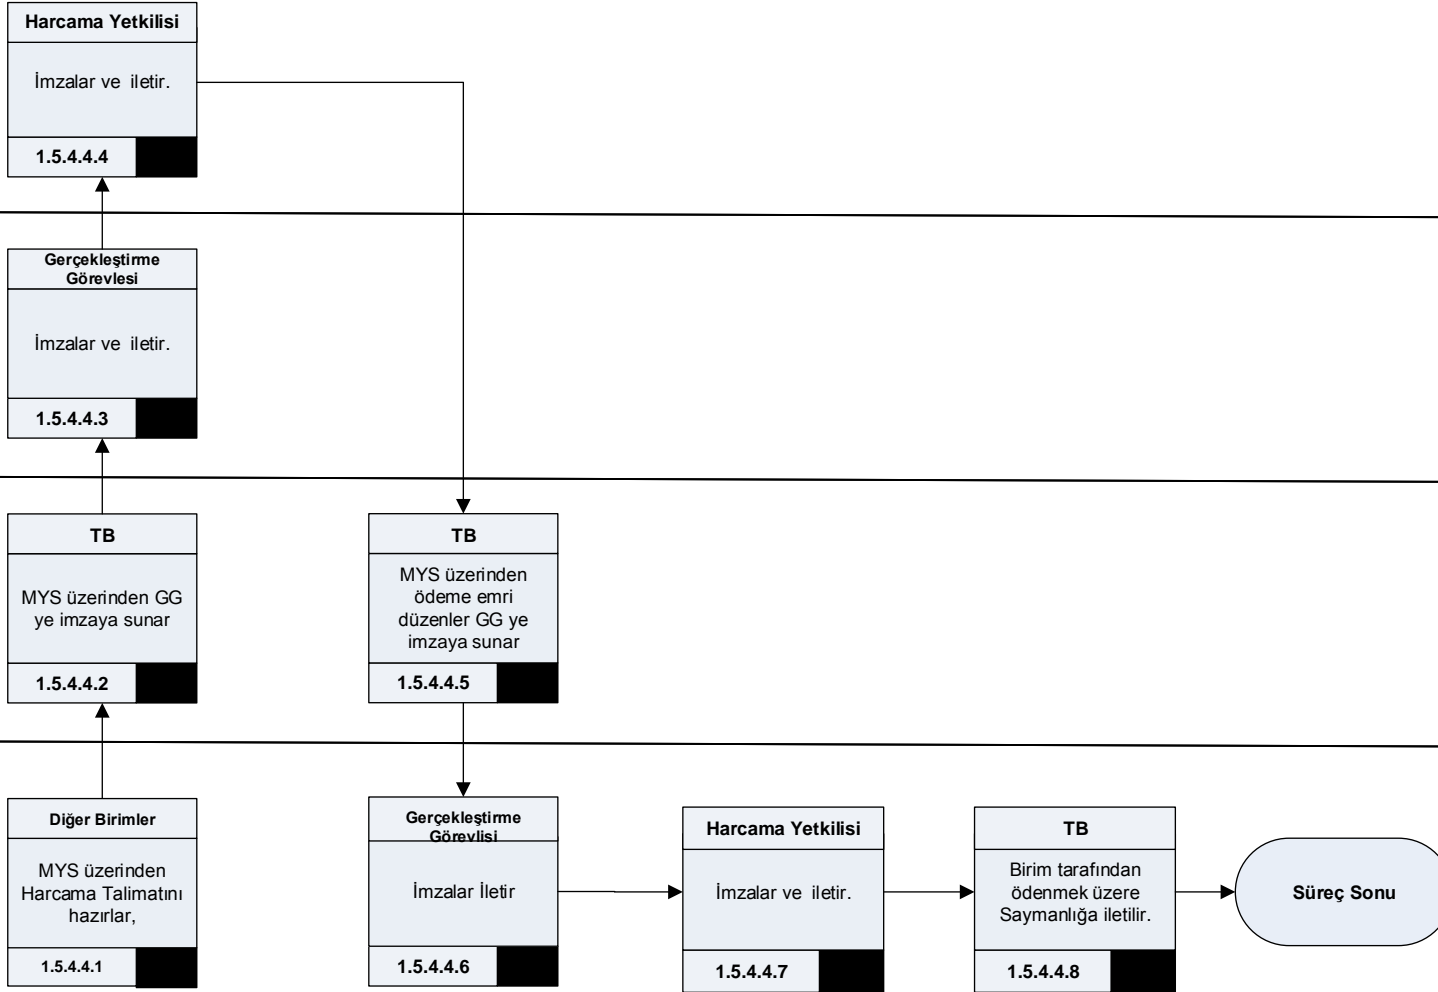 Harcama Yetkilisi
İmzalar ve iletir.
1.5.4.4.4
Gerçekleştirme
Görevlesi
İmzalar ve iletir.
1.5.4.4.3
TB
MYS üzerinden GG
ye imzaya sunar
1.5.4.4.2
TB
MYS üzerinden
ödeme emri
düzenler GG ye
imzaya sunar
1.5.4.4.5
Diğer Birimler
MYS üzerinden
Harcama Talimatını
hazırlar,
1.5.4.4.1
Gerçekleştirme
Görevlisi
İmzalar İletir
1.5.4.4.6
Harcama Yetkilisi
İmzalar ve iletir.
1.5.4.4.7
TB
Birim tarafından
ödenmek üzere
Saymanlığa iletilir.
1.5.4.4.8
Süreç Sonu